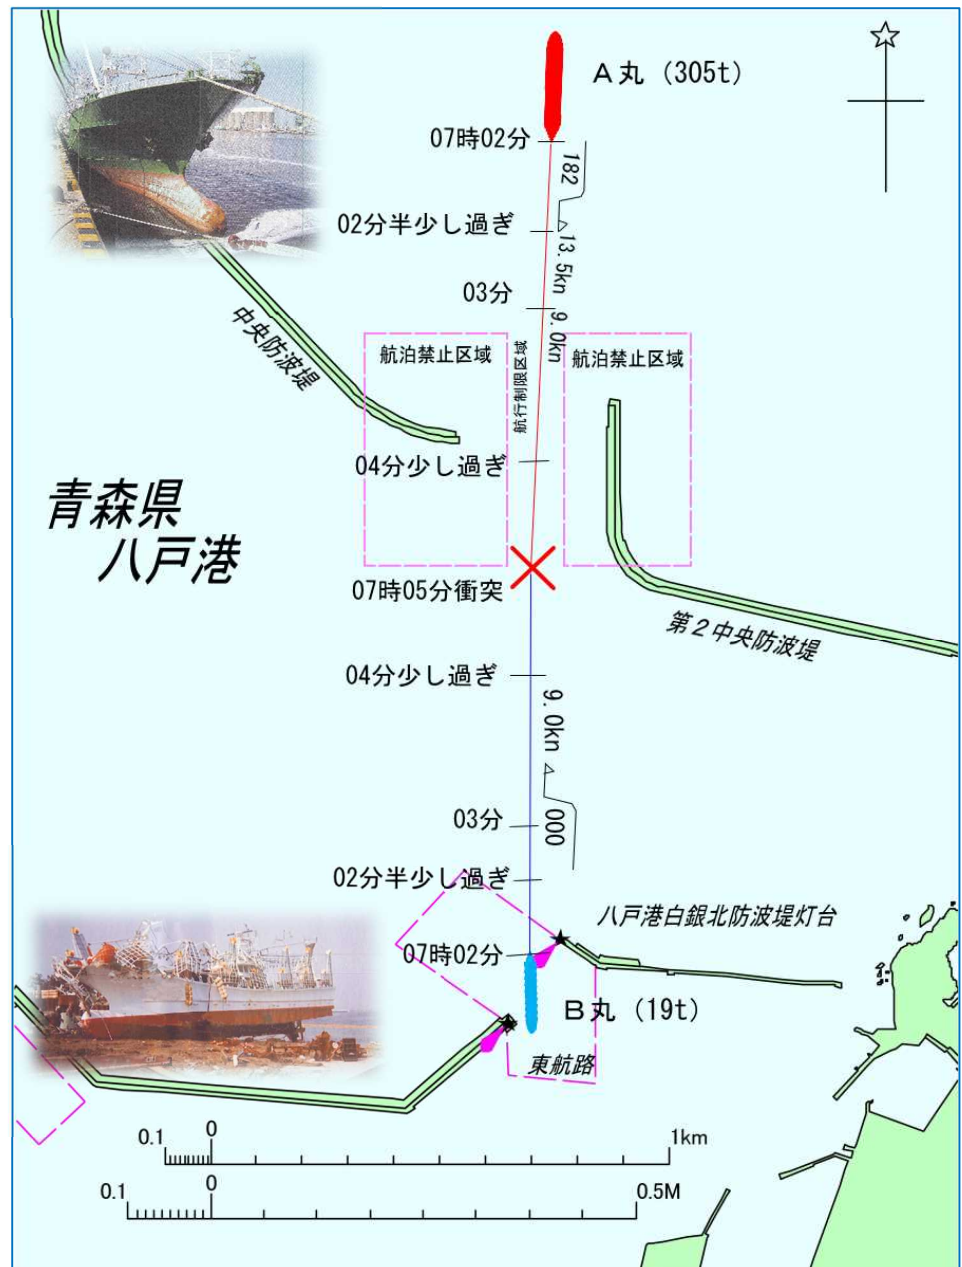 A丸（305t）
07時02分
182
02分半少し過ぎ
13.5kn
03分
9.0kn
中央防波堤
航泊禁止区域
航行制限区域
航泊禁止区域
04分少し過ぎ
青森県
八戸港
07時05分衝突
第２中央防波堤
04分少し過ぎ
9.0kn
03分
000
02分半少し過ぎ
八戸港白銀北防波堤灯台
07時02分
B丸（19t）
東航路
0.1 0 1km
0.1 0 0.5M